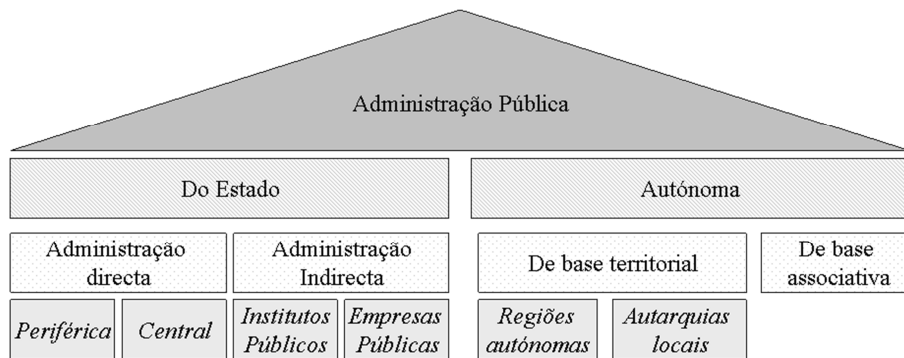 Administração Pública
Do Estado
Autónoma
Administração
directa
Administração
Indirecta
De base territorial
De base
associativa
Periférica
Central
Institutos
Públicos
Empresas
Públicas
Regiões
autónomas
Autarquias
locais